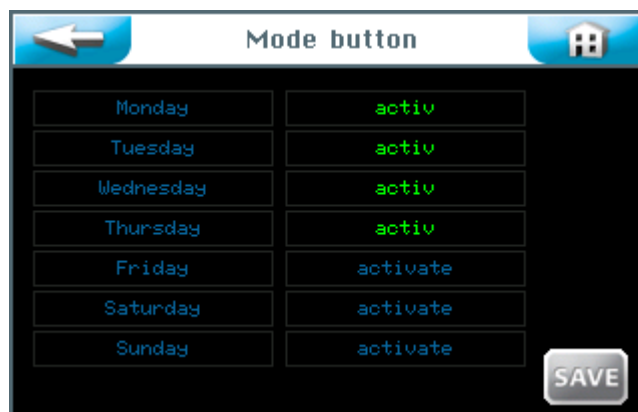 Mode button
Monday activ
Tuesday activ
Wednesday activ
Thursday activ
Friday activate
Saturday activate
Sunday activate
SAVE